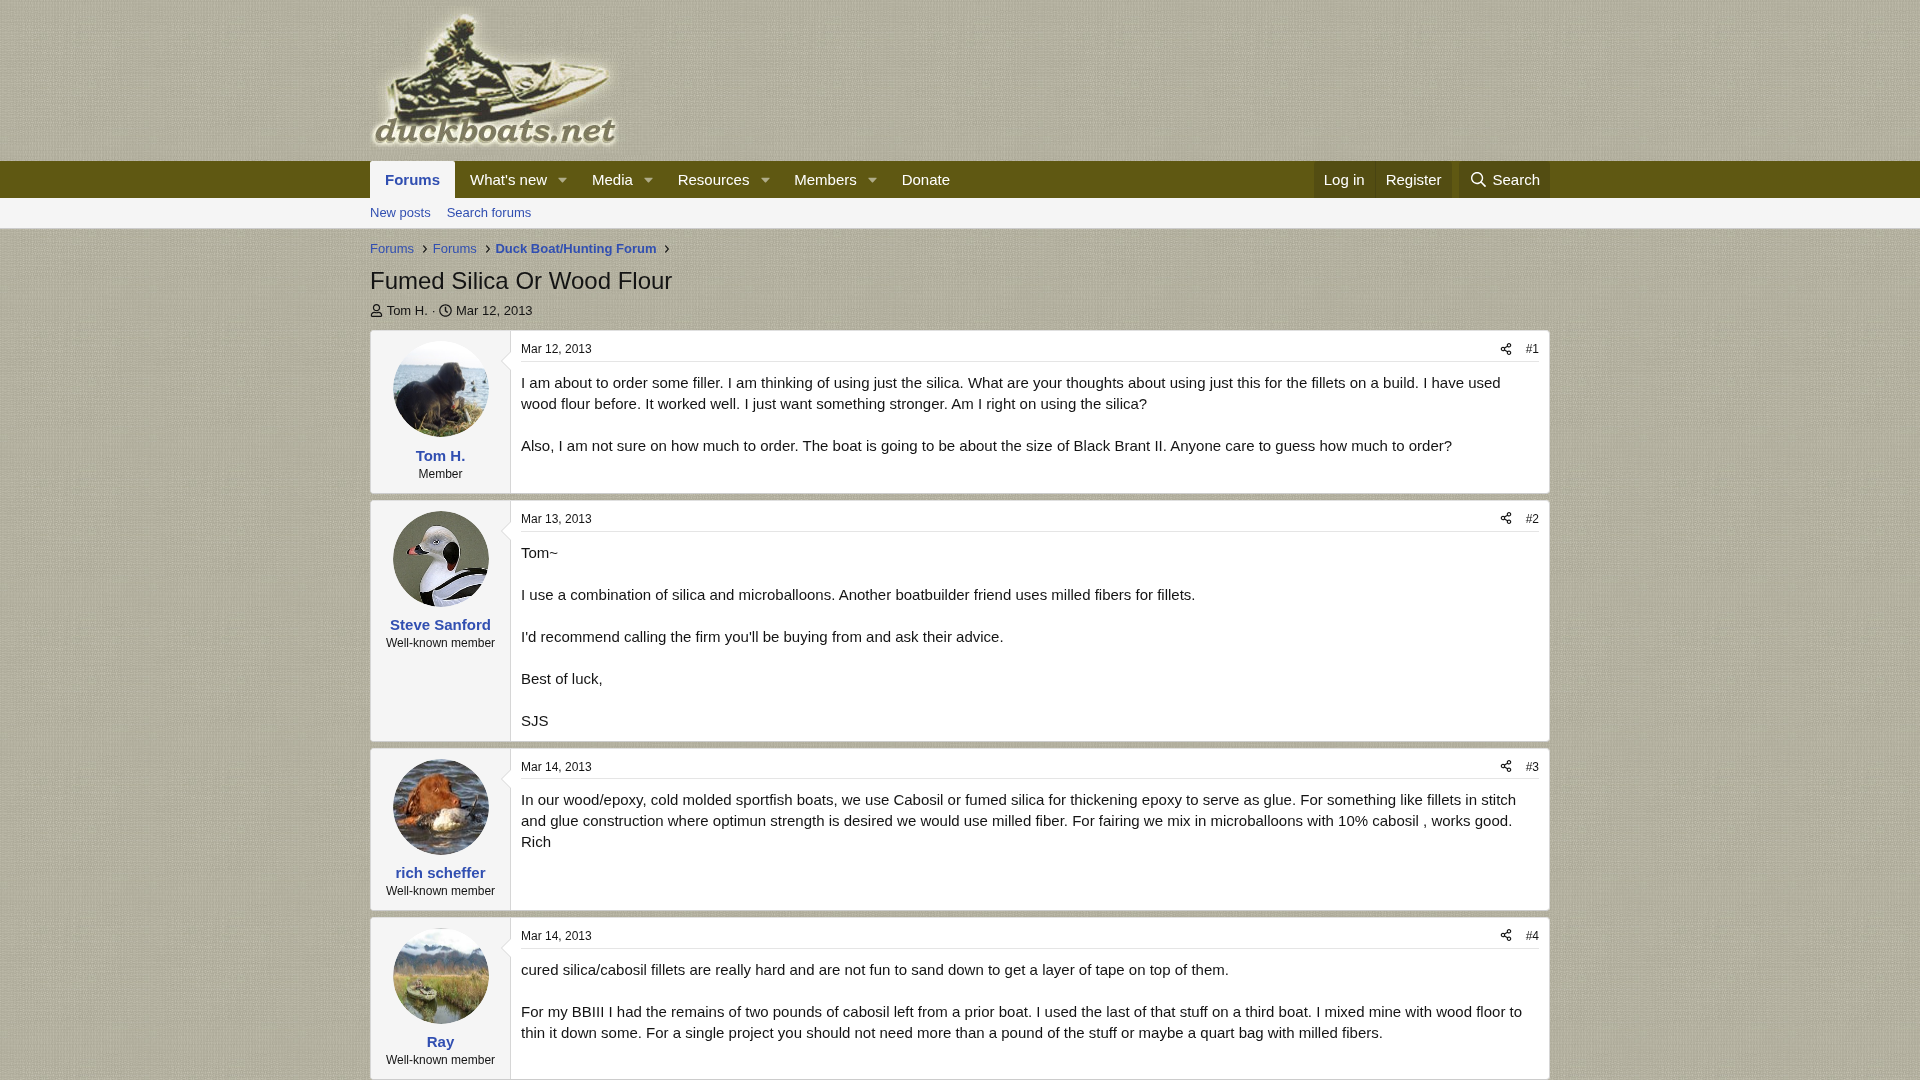 duckboats.net
Forums What's new Media Resources Members Donate Log in Register Search
New posts Search forums
Forums > Forums > Duck Boat/Hunting Forum >
Fumed Silica Or Wood Flour
Tom H. · Mar 12, 2013
Mar 12, 2013 #1
I am about to order some filler. I am thinking of using just the silica. What are your thoughts about using just this for the fillets on a build. I have used
wood flour before. It worked well. I just want something stronger. Am I right on using the silica?
Also, I am not sure on how much to order. The boat is going to be about the size of Black Brant II. Anyone care to guess how much to order?
Tom H.
Member
Mar 13, 2013 #2
Tom~
I use a combination of silica and microballoons. Another boatbuilder friend uses milled fibers for fillets.
I'd recommend calling the firm you'll be buying from and ask their advice.
Best of luck,
SJS
Steve Sanford
Well-known member
Mar 14, 2013 #3
In our wood/epoxy, cold molded sportfish boats, we use Cabosil or fumed silica for thickening epoxy to serve as glue. For something like fillets in stitch
and glue construction where optimun strength is desired we would use milled fiber. For fairing we mix in microballoons with 10% cabosil , works good.
Rich
rich scheffer
Well-known member
Mar 14, 2013 #4
cured silica/cabosil fillets are really hard and are not fun to sand down to get a layer of tape on top of them.
For my BBIII I had the remains of two pounds of cabosil left from a prior boat. I used the last of that stuff on a third boat. I mixed mine with wood floor to
thin it down some. For a single project you should not need more than a pound of the stuff or maybe a quart bag with milled fibers.
Ray
Well-known member